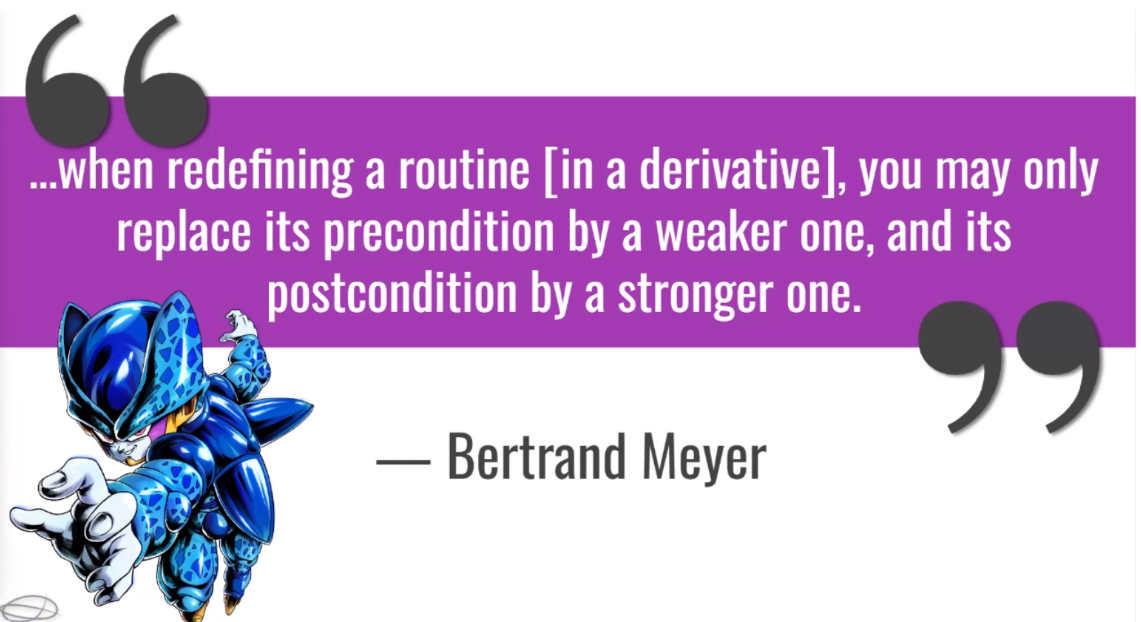 ...when redefining a routine [in a derivative], you may only
replace its precondition by a weaker one, and its
postcondition by a stronger one.
— Bertrand Meyer